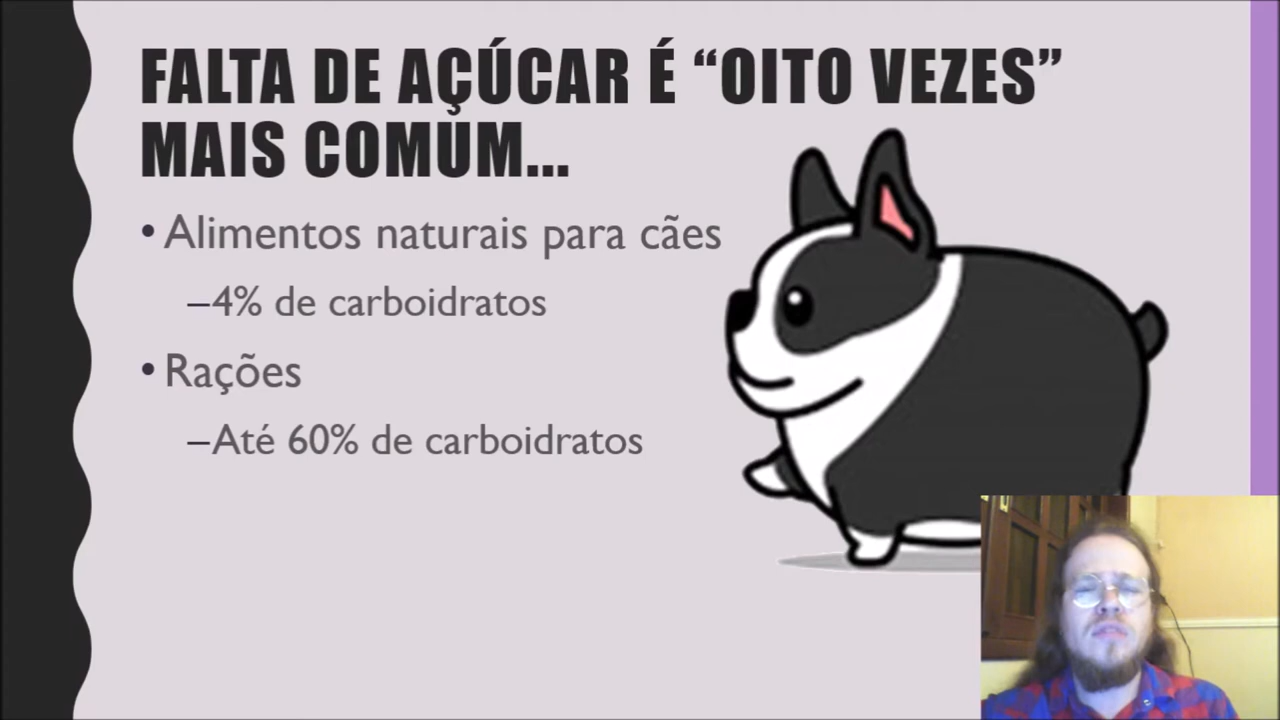 FALTA DE AÇÚCAR É “OITO VEZES”
MAIS COMUM...
• Alimentos naturais para cães
–4% de carboidratos
• Rações
–Até 60% de carboidratos